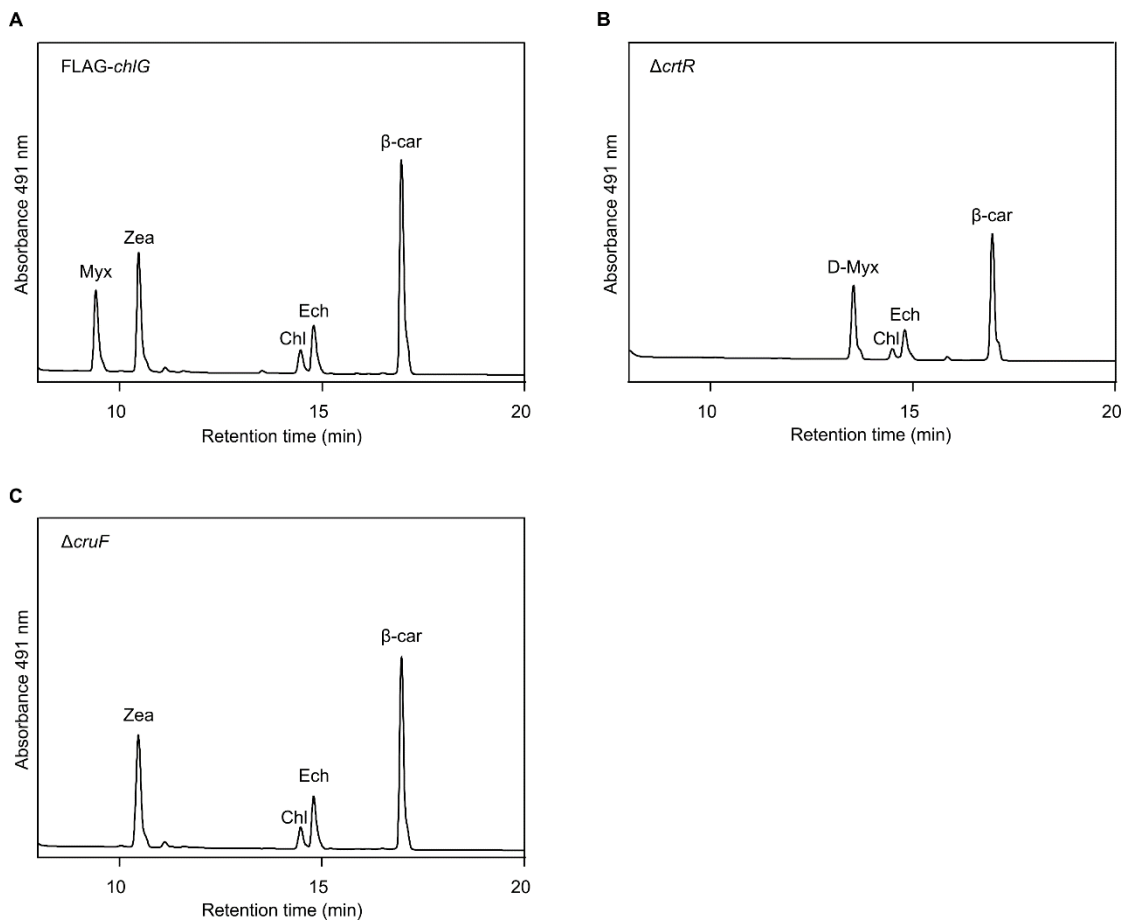 A
FLAG-chlG
Absorbance 491 nm
Myx
Zea
Chl
Ech
β-car
10
15
20
Retention time (min)
B
ΔcrtR
Absorbance 491 nm
D-Myx
Chl
Ech
β-car
10
15
20
Retention time (min)
C
ΔcruF
Absorbance 491 nm
Zea
Chl
Ech
β-car
10
15
20
Retention time (min)